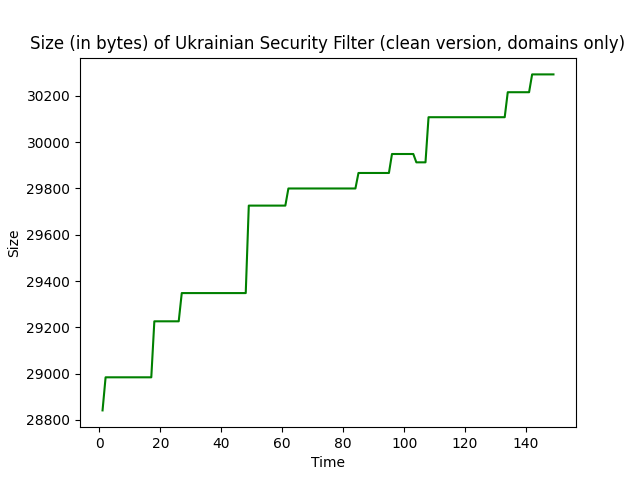 Size (in bytes) of Ukrainian Security Filter (clean version, domains only)
30200
30000
29800
29600
29400
29200
29000
28800
Size
0 20 40 60 80 100 120 140
Time